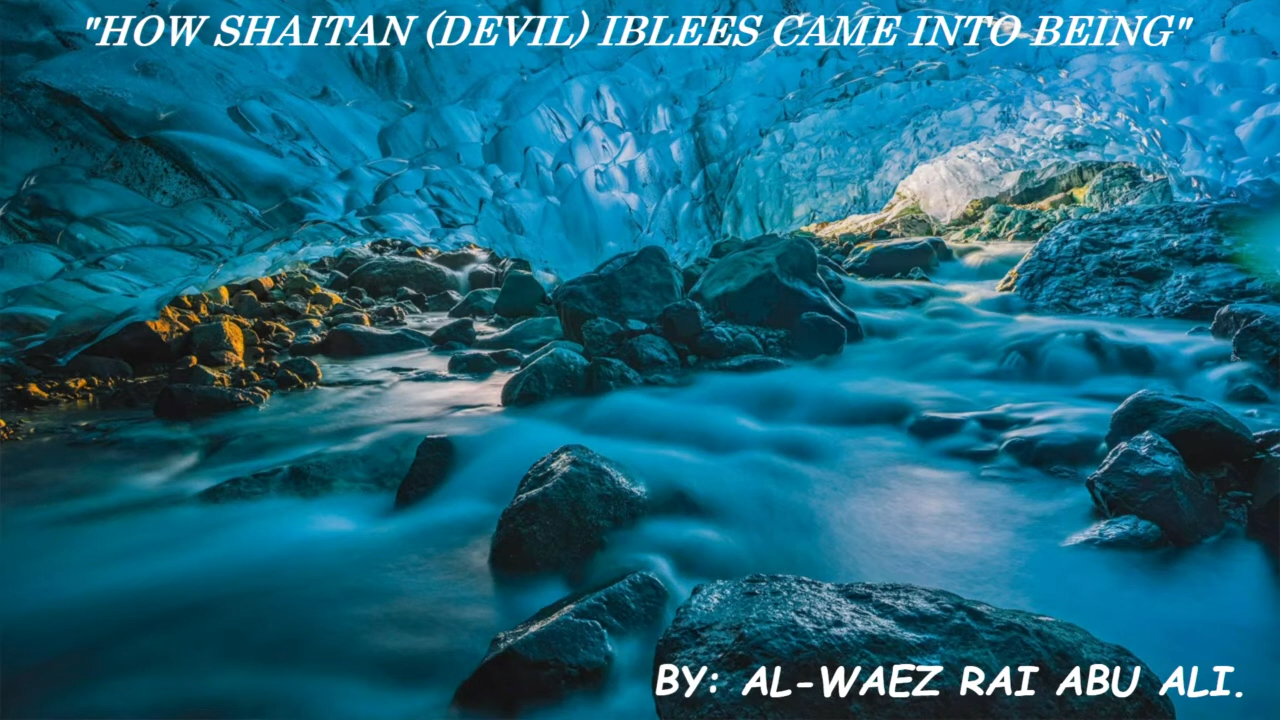 "HOW SHAITAN (DEVIL) IBLEES CAME INTO BEING"
BY: AL-WAEZ RAI ABU ALI.